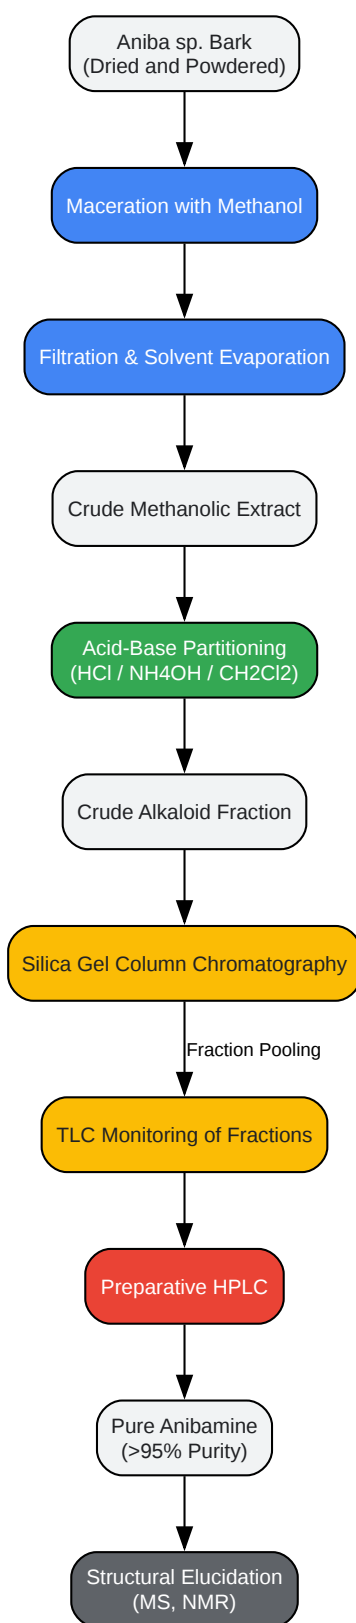 Aniba sp. Bark
(Dried and Powdered)
Maceration with Methanol
Filtration & Solvent Evaporation
Crude Methanolic Extract
Acid-Base Partitioning
(HCl / NH4OH / CH2Cl2)
Crude Alkaloid Fraction
Silica Gel Column Chromatography
Fraction Pooling
TLC Monitoring of Fractions
Preparative HPLC
Pure Anibamine
(>95% Purity)
Structural Elucidation
(MS, NMR)